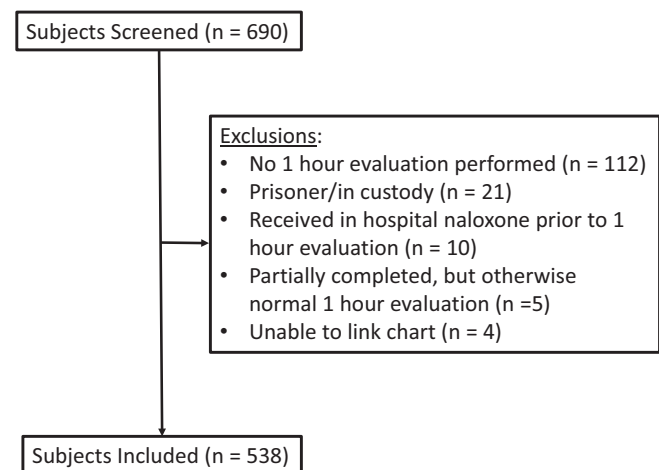 Subjects Screened (n = 690)
Exclusions:
• No 1 hour evaluation performed (n = 112)
• Prisoner/in custody (n = 21)
• Received in hospital naloxone prior to 1
hour evaluation (n = 10)
• Partially completed, but otherwise
normal 1 hour evaluation (n =5)
• Unable to link chart (n = 4)
Subjects Included (n = 538)